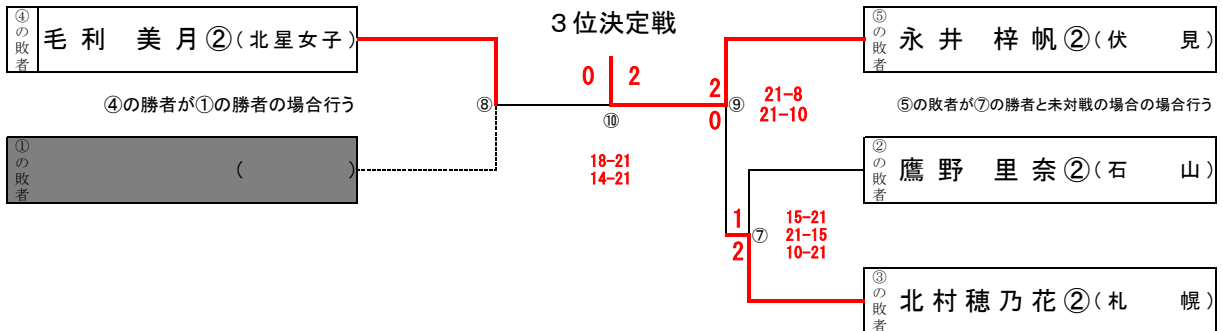 3位決定戦
④の敗者 毛利 美月②(北星女子)
0 2
④の勝者が①の勝者の場合行う
⑧
⑩
18-21
14-21
①の敗者 ( )
⑤の敗者 永井 梓帆②(伏 見)
2
0
⑨
21-8
21-10
⑤の敗者が⑦の勝者と未対戦の場合の場合行う
②の敗者 鷹野 里奈②(石 山)
1
2
⑦
15-21
21-15
10-21
③の敗者 北村穂乃花②(札 幌)